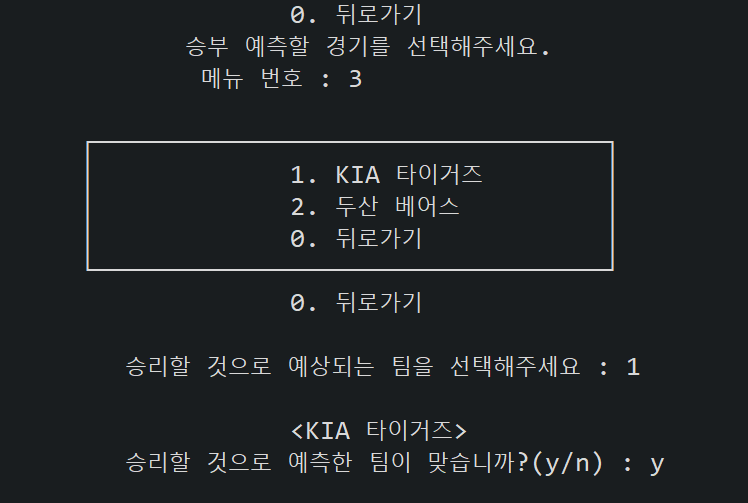 0. 뒤로가기
승부 예측할 경기를 선택해주세요.
메뉴 번호 : 3
1. KIA 타이거즈
2. 두산 베어스
0. 뒤로가기
0. 뒤로가기
승리할 것으로 예상되는 팀을 선택해주세요 : 1
<KIA 타이거즈>
승리할 것으로 예측한 팀이 맞습니까?(y/n) : y